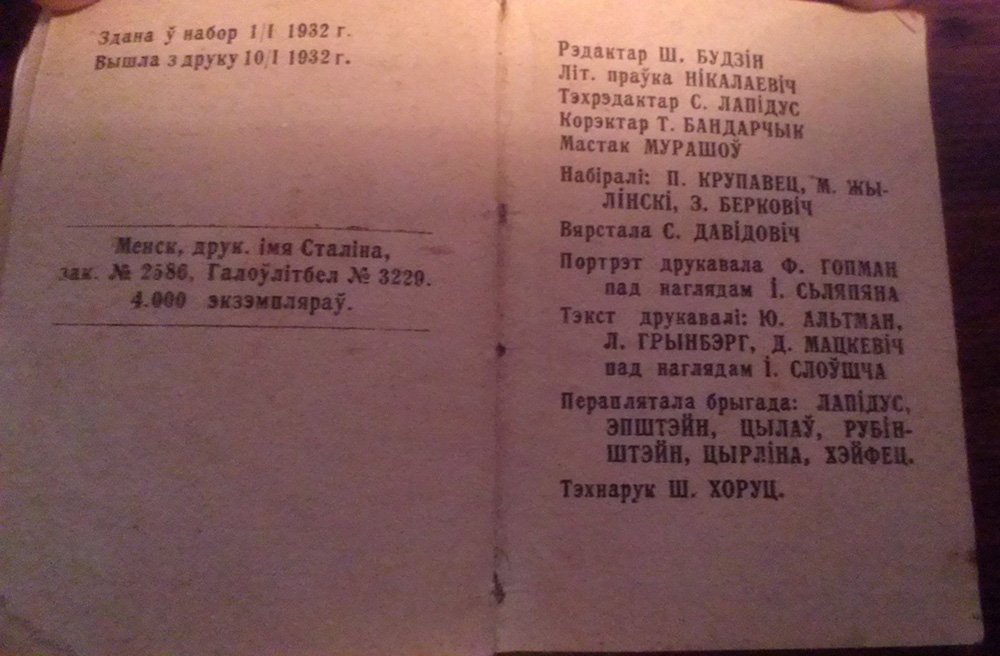 Здана ў набор 1/I 1932 г.
Вышла з друку 10/I 1932 г.
Менск, друк. імя Сталіна,
зак. № 2586, Галоўлітбел № 3229.
4.000 экзэмпляраў.
Рэдактар Ш. БУДЗІН
Літ. праўка НІКАЛАЕВІЧ
Тэхрэдактар С. ЛАПІДУС
Корэктар Т. БАНДАРЧЫК
Мастак МУРАШОЎ
Набіралі: П. КРУПАВЕЦ, М. ЖЫ-
ЛІНСКІ, З. БЕРКОВІЧ
Вярстала С. ДАВІДОВІЧ
Портрэт друкавала Ф. ГОПМАН
пад наглядам І. СЬЛЯПЯНА
Тэкст друкавалі: Ю. АЛЬТМАН,
Л. ГРЫНБЭРГ, Д. МАЦКЕВІЧ
пад наглядам І. СЛОЎШЧА
Пераплятала брыгада: ЛАПІДУС,
ЭПШТЭЙН, ЦЫЛАЎ, РУБІН-
ШТЭЙН, ЦЫРЛІНА, ХЭЙФЕЦ.
Тэхнарук Ш. ХОРУЦ.